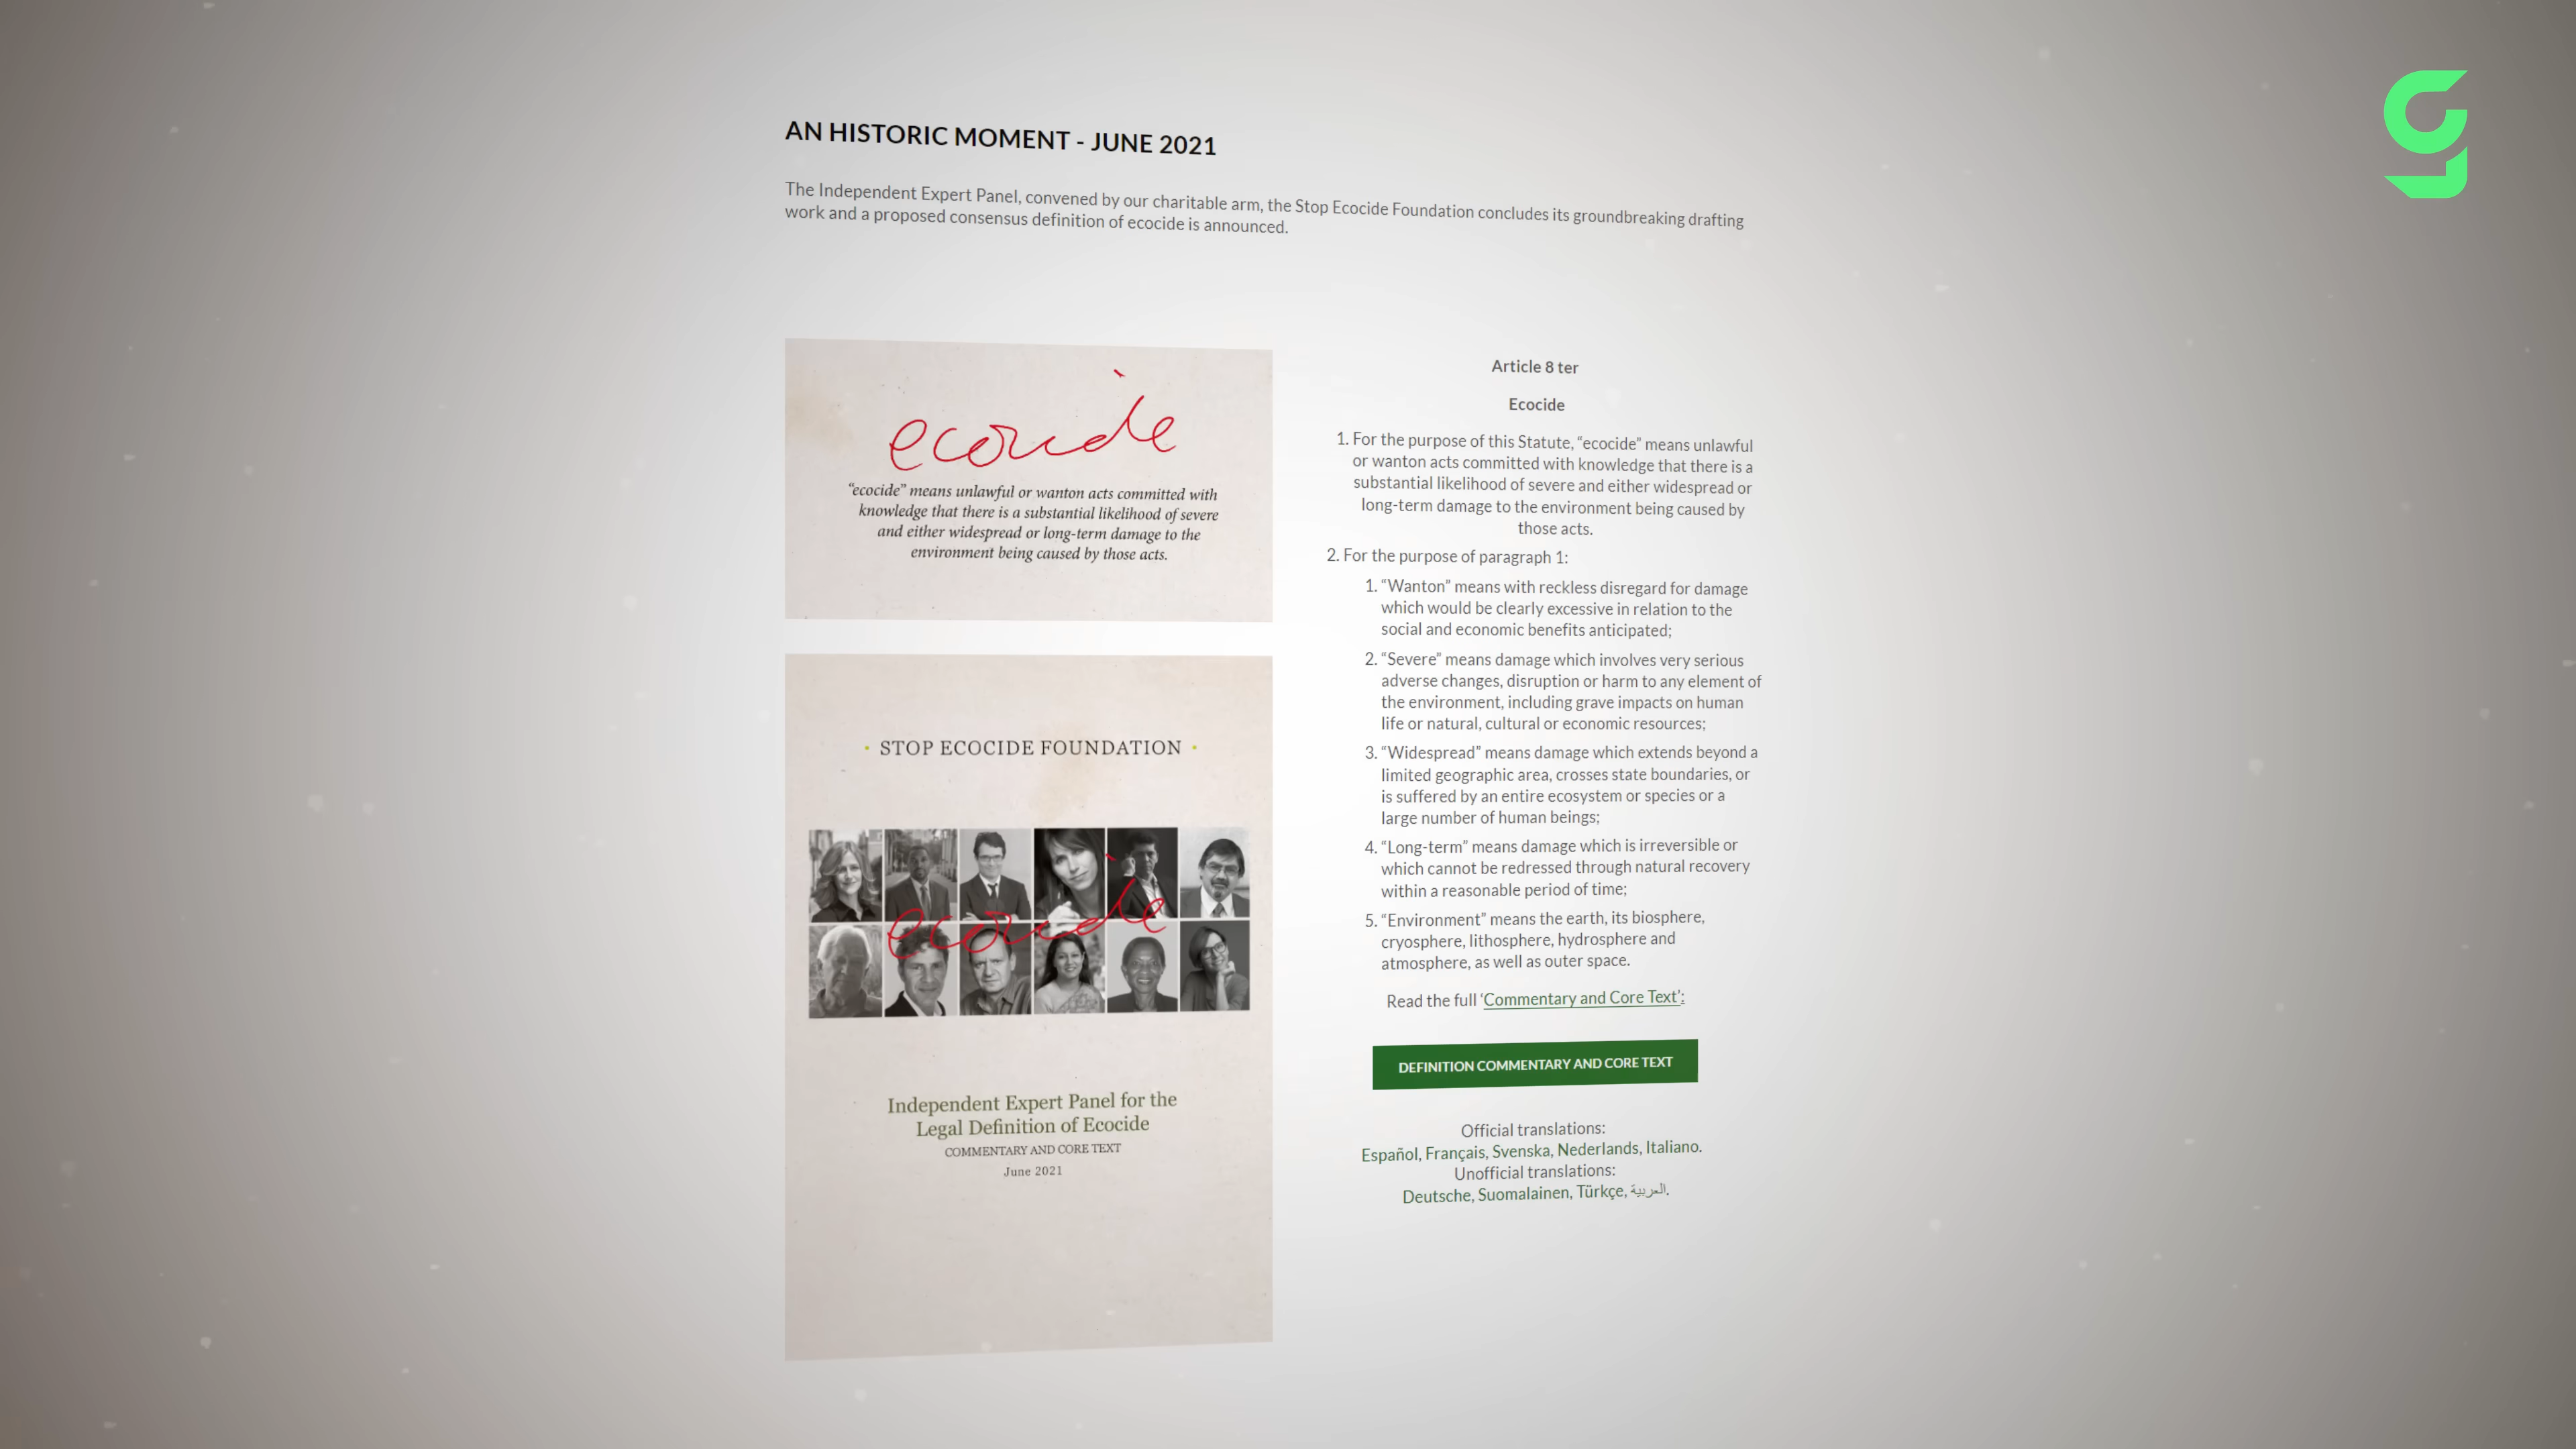 AN HISTORIC MOMENT - JUNE 2021
The Independent Expert Panel, convened by our charitable arm, the Stop Ecocide Foundation concludes its groundbreaking drafting
work and a proposed consensus definition of ecocide is announced.
ecocide
“ecocide” means unlawful or wanton acts committed with
knowledge that there is a substantial likelihood of severe
and either widespread or long-term damage to the
environment being caused by those acts.
• STOP ECOCIDE FOUNDATION •
ecocide
Independent Expert Panel for the
Legal Definition of Ecocide
COMMENTARY AND CORE TEXT
June 2021
Article 8 ter
Ecocide
1. For the purpose of this Statute, “ecocide” means unlawful
or wanton acts committed with knowledge that there is a
substantial likelihood of severe and either widespread or
long-term damage to the environment being caused by
those acts.
2. For the purpose of paragraph 1:
1. “Wanton” means with reckless disregard for damage
which would be clearly excessive in relation to the
social and economic benefits anticipated;
2. “Severe” means damage which involves very serious
adverse changes, disruption or harm to any element of
the environment, including grave impacts on human
life or natural, cultural or economic resources;
3. “Widespread” means damage which extends beyond a
limited geographic area, crosses state boundaries, or
is suffered by an entire ecosystem or species or a
large number of human beings;
4. “Long-term” means damage which is irreversible or
which cannot be redressed through natural recovery
within a reasonable period of time;
5. “Environment” means the earth, its biosphere,
cryosphere, lithosphere, hydrosphere and
atmosphere, as well as outer space.
Read the full ‘Commentary and Core Text’:
DEFINITION COMMENTARY AND CORE TEXT
Official translations:
Español, Français, Svenska, Nederlands, Italiano.
Unofficial translations:
Deutsche, Suomalainen, Türkçe, العربية.
g